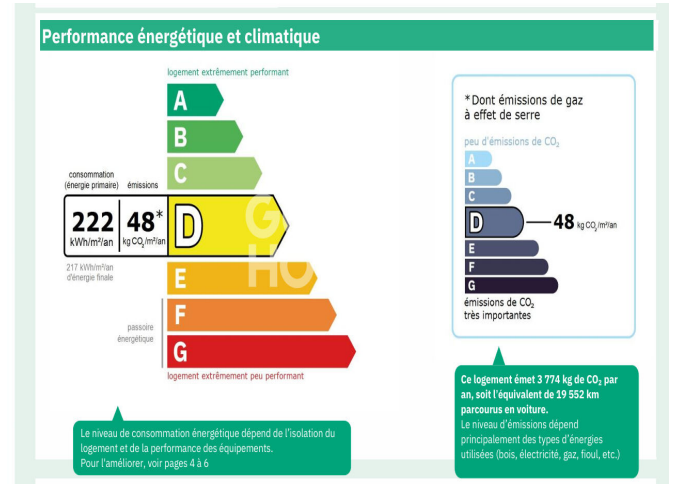 Performance énergétique et climatique
logement extrêmement performant
A
B
C
consommation
(énergie primaire) émissions
222 48*
kWh/m²/an kg CO₂/m²/an
D
217 kWh/m²/an
d'énergie finale
E
F
passoire
énergétique
G
logement extrêmement peu performant
Le niveau de consommation énergétique dépend de l'isolation du
logement et de la performance des équipements.
Pour l'améliorer, voir pages 4 à 6
*Dont émissions de gaz
à effet de serre
peu d'émissions de CO₂
A
B
C
D 48 kg CO₂/m²/an
E
F
G
émissions de CO₂
très importantes
Ce logement émet 3 774 kg de CO₂ par
an, soit l'équivalent de 19 552 km
parcourus en voiture.
Le niveau d'émissions dépend
principalement des types d'énergies
utilisées (bois, électricité, gaz, fioul, etc.)